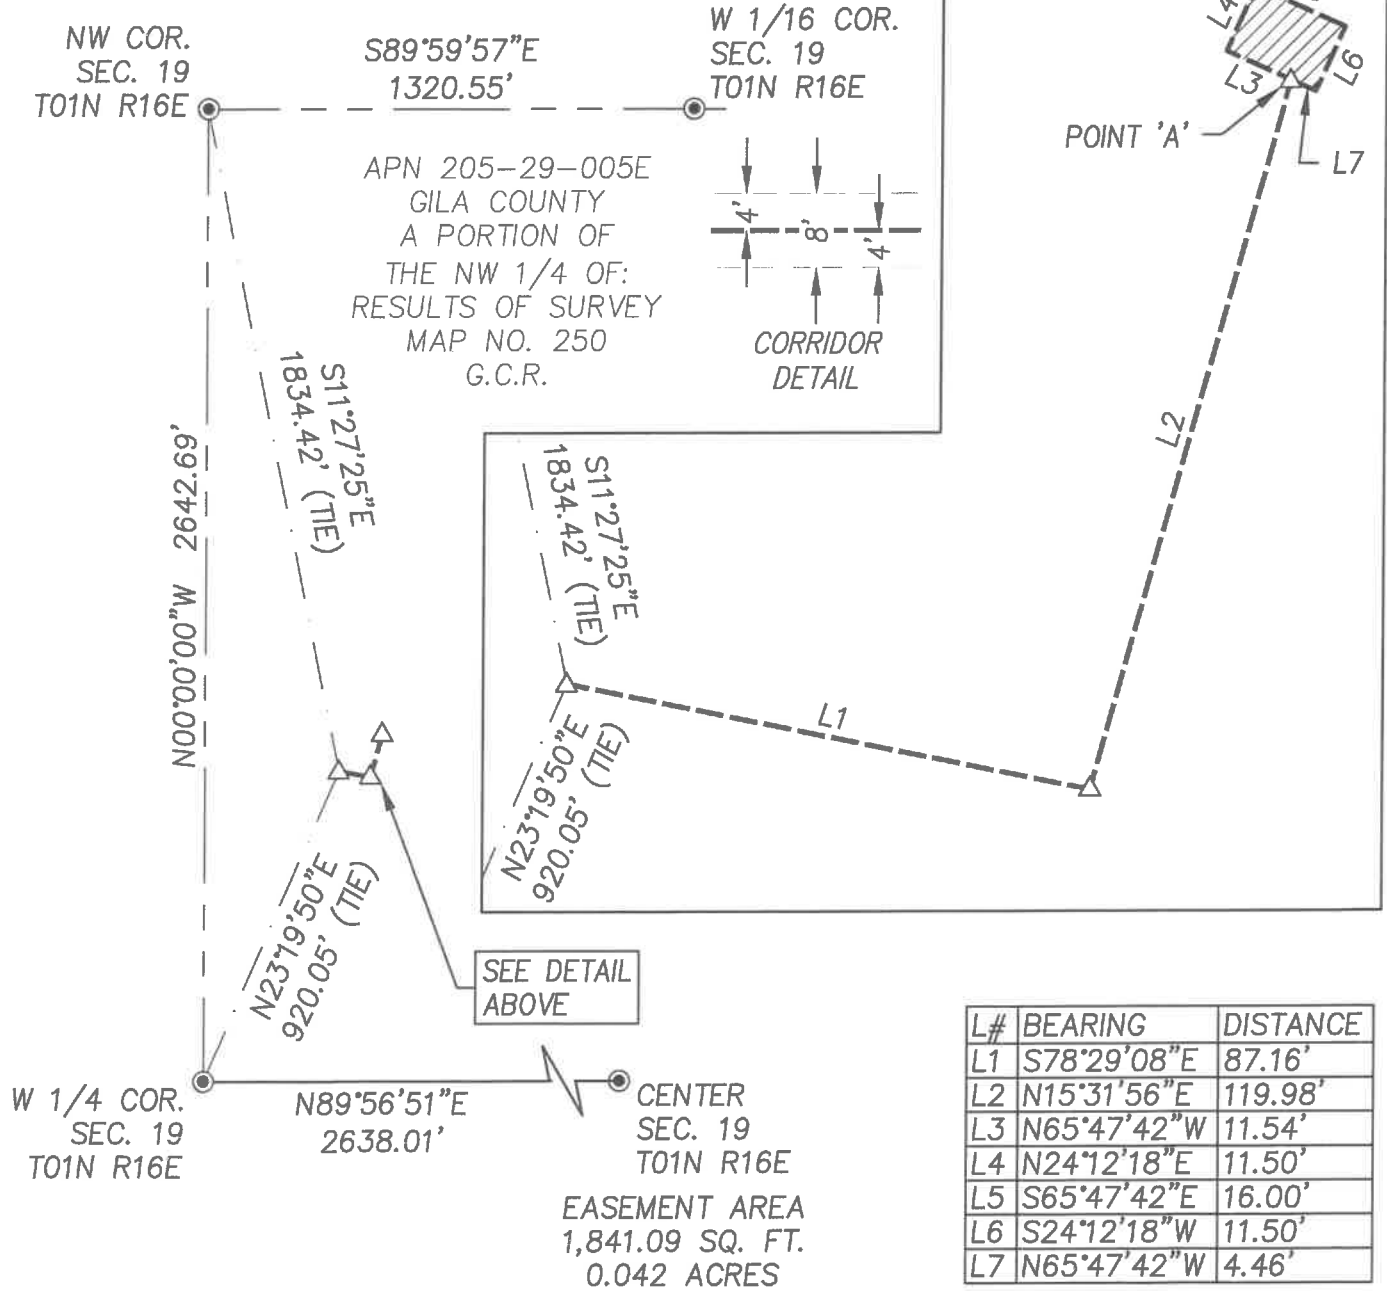 NW COR.
SEC. 19
T01N R16E
S89°59'57"E
1320.55'
W 1/16 COR.
SEC. 19
T01N R16E
APN 205-29-005E
GILA COUNTY
A PORTION OF
THE NW 1/4 OF:
RESULTS OF SURVEY
MAP NO. 250
G.C.R.
4'
8'
4'
CORRIDOR
DETAIL
L4
L3
L6
POINT 'A'
L7
L2
S11°27'25"E
1834.42' (TIE)
N00°00'00"W 2642.69'
S11°27'25"E
1834.42' (TIE)
L1
N23°19'50"E
920.05' (TIE)
N23°19'50"E
920.05' (TIE)
SEE DETAIL
ABOVE
W 1/4 COR.
SEC. 19
T01N R16E
N89°56'51"E
2638.01'
CENTER
SEC. 19
T01N R16E
EASEMENT AREA
1,841.09 SQ. FT.
0.042 ACRES
L# BEARING DISTANCE
L1 S78°29'08"E 87.16'
L2 N15°31'56"E 119.98'
L3 N65°47'42"W 11.54'
L4 N24°12'18"E 11.50'
L5 S65°47'42"E 16.00'
L6 S24°12'18"W 11.50'
L7 N65°47'42"W 4.46'